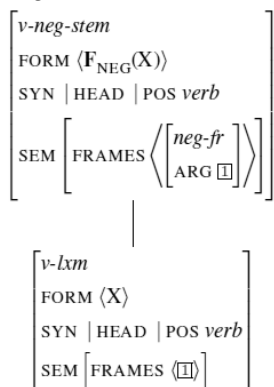 v-neg-stem
FORM ⟨F_NEG(X)⟩
SYN | HEAD | POS verb
SEM [FRAMES ⟨[neg-fr
ARG 1]⟩]
v-lxm
FORM ⟨X⟩
SYN | HEAD | POS verb
SEM [FRAMES ⟨1⟩]